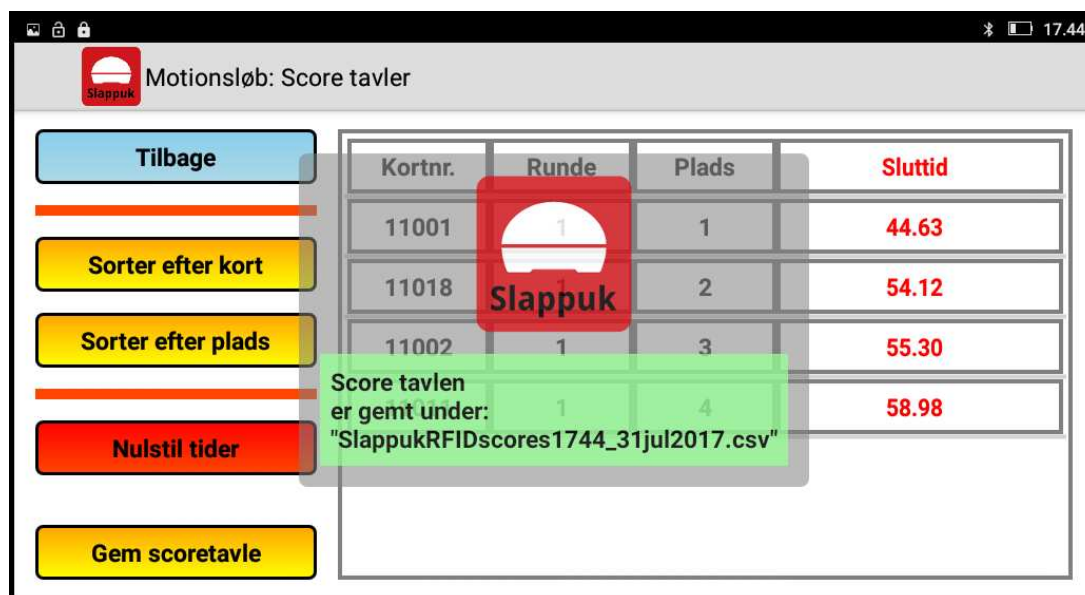 17.44
Slappuk
Motionsløb: Score tavler
Tilbage
Kortnr. Runde Plads Sluttid
11001 1 1 44.63
Sorter efter kort
11018 1 2 54.12
Slappuk
Sorter efter plads
11002 1 3 55.30
Score tavlen
er gemt under:
"SlappukRFIDscores1744_31jul2017.csv"
1 4 58.98
Nulstil tider
Gem scoretavle